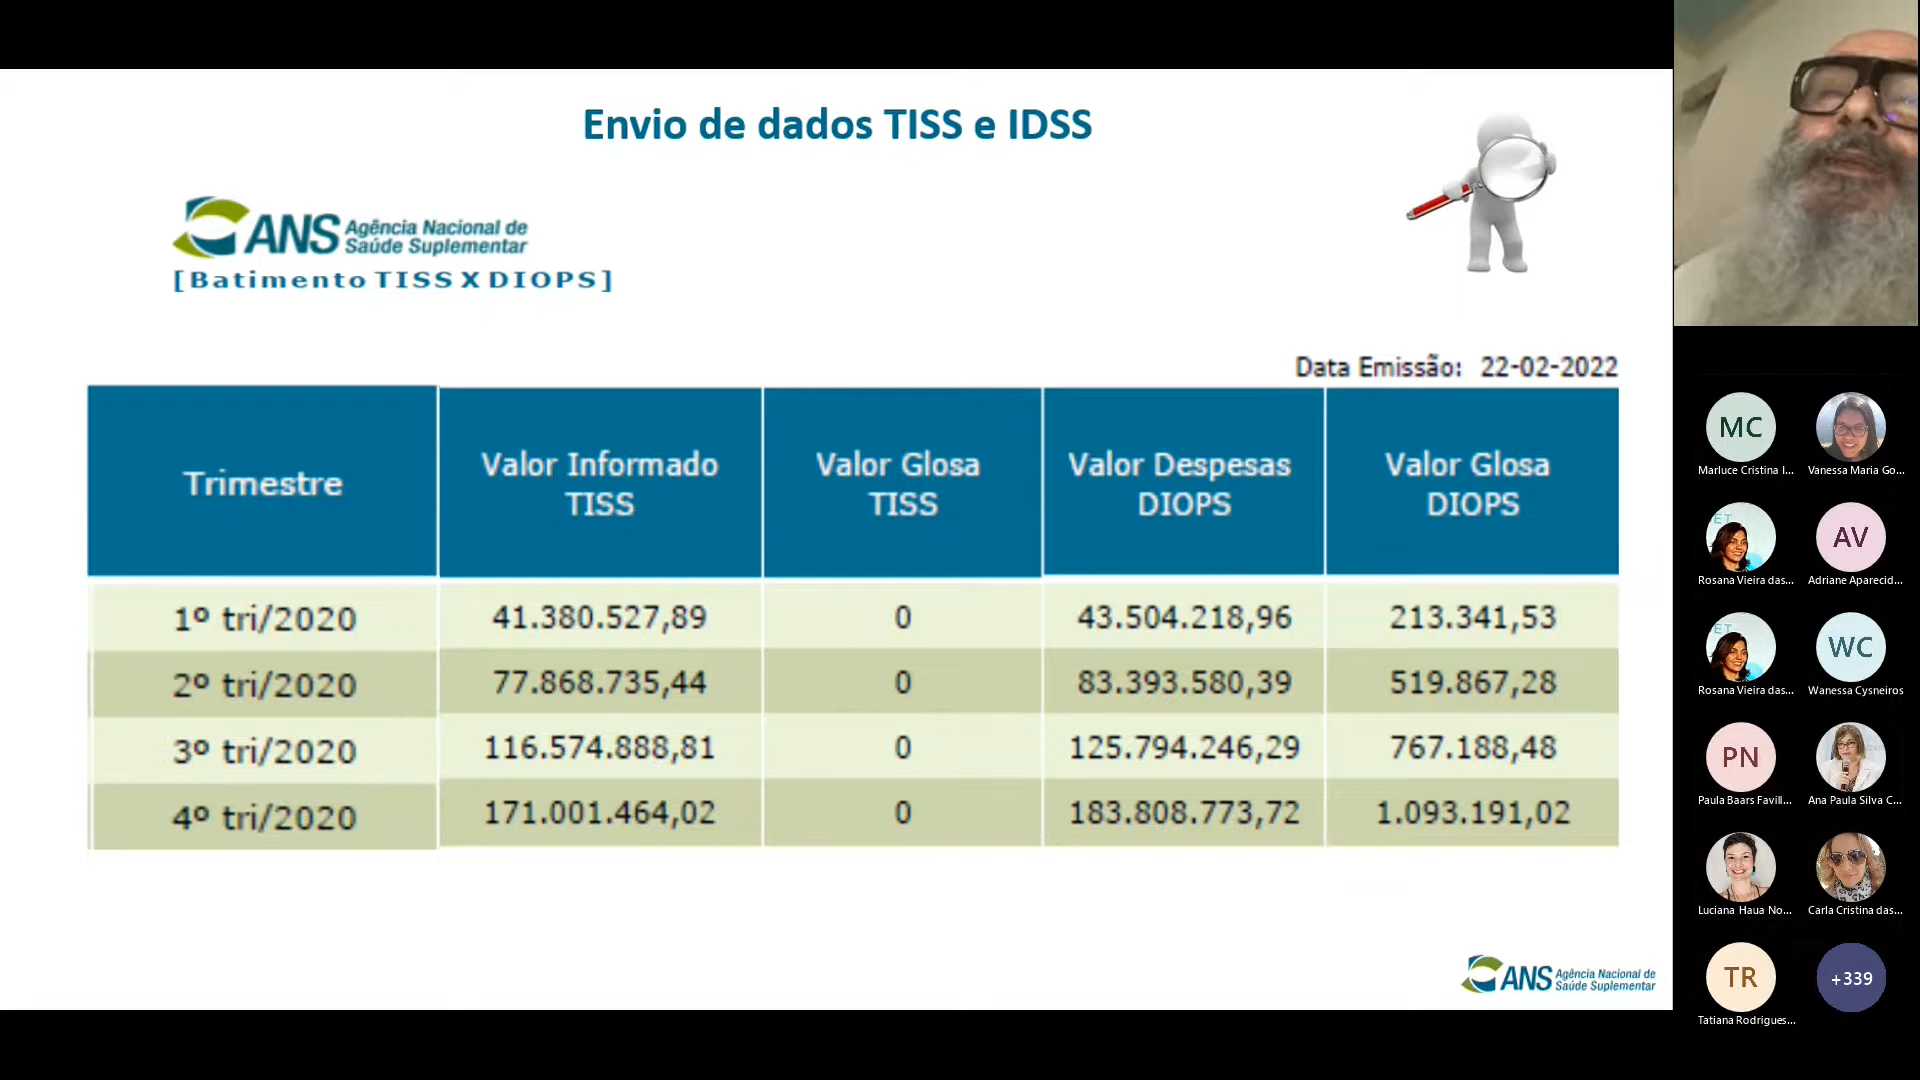 Envio de dados TISS e IDSS
ANS Agência Nacional de
Saúde Suplementar
[Batimento TISS X DIOPS]
Data Emissão: 22-02-2022
Trimestre
Valor Informado
TISS
Valor Glosa
TISS
Valor Despesas
DIOPS
Valor Glosa
DIOPS
1º tri/2020 41.380.527,89 0 43.504.218,96 213.341,53
2º tri/2020 77.868.735,44 0 83.393.580,39 519.867,28
3º tri/2020 116.574.888,81 0 125.794.246,29 767.188,48
4º tri/2020 171.001.464,02 0 183.808.773,72 1.093.191,02
ANS Agência Nacional de
Saúde Suplementar
MC
Marluce Cristina I... Vanessa Maria Go...
ET AV
Rosana Vieira das... Adriane Aparecid...
ET WC
Rosana Vieira das... Wanessa Cysneiros
PN
Paula Baars Favill... Ana Paula Silva C...
Luciana Haua No... Carla Cristina das...
TR +339
Tatiana Rodrigues...